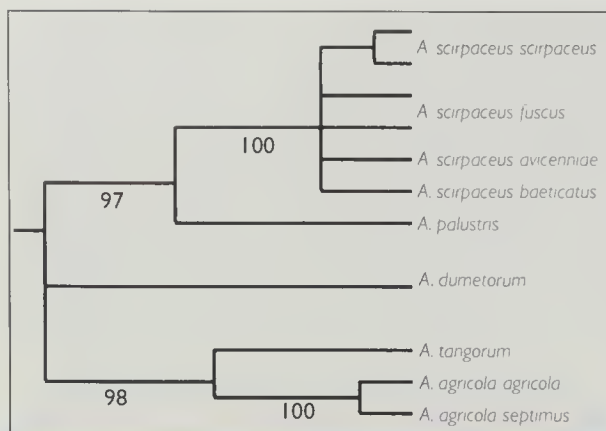 A scirpaceus scirpaceus
A scirpaceus fuscus
100
A scirpaceus avicenniae
A. scirpaceus baeticatus
97
A. palustris
A. dumetorum
A. tangorum
A. agricola agricola
98
100
A. agricola septimus